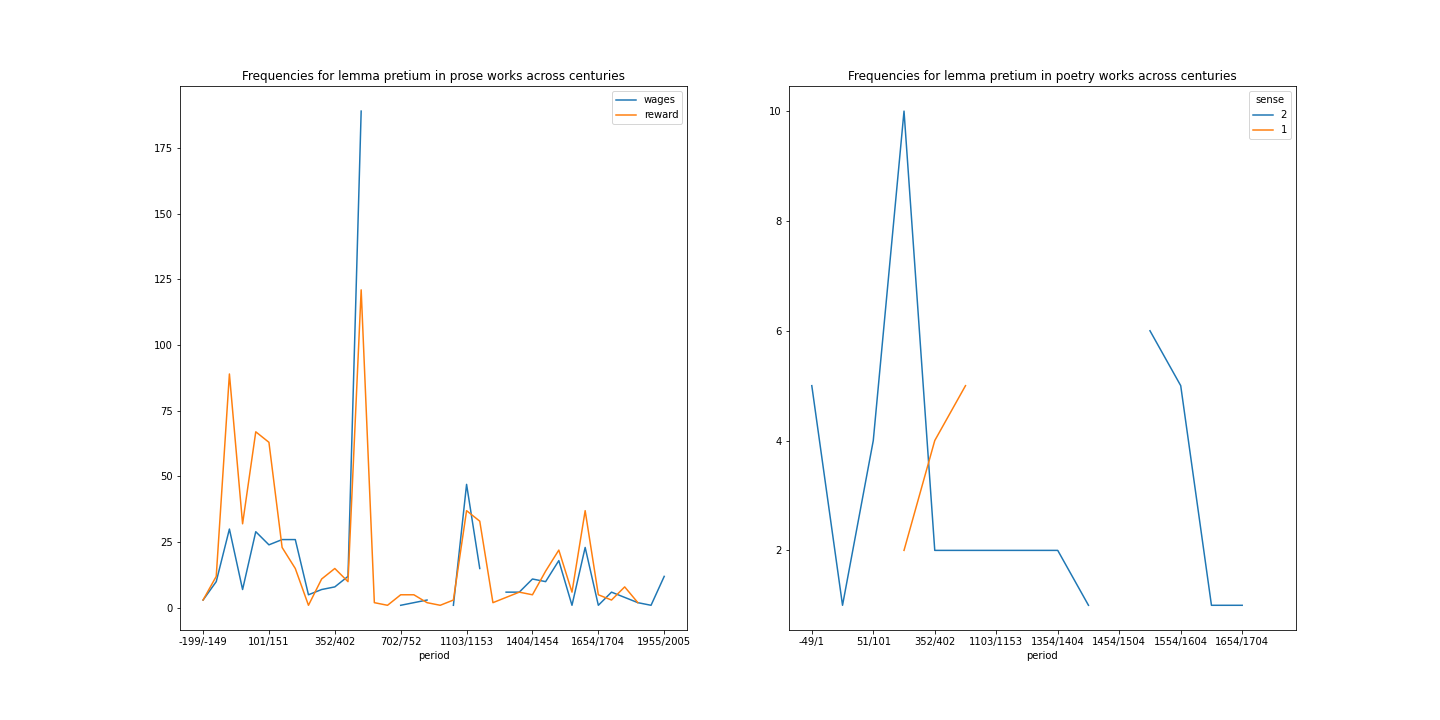 Frequencies for lemma pretium in prose works across centuries
wages
reward
175
150
125
100
75
50
25
0
-199/-149 101/151 352/402 702/752 1103/1153 1404/1454 1654/1704 1955/2005
period
Frequencies for lemma pretium in poetry works across centuries
sense
2
1
10
8
6
4
2
-49/1 51/101 352/402 1103/1153 1354/1404 1454/1504 1554/1604 1654/1704
period